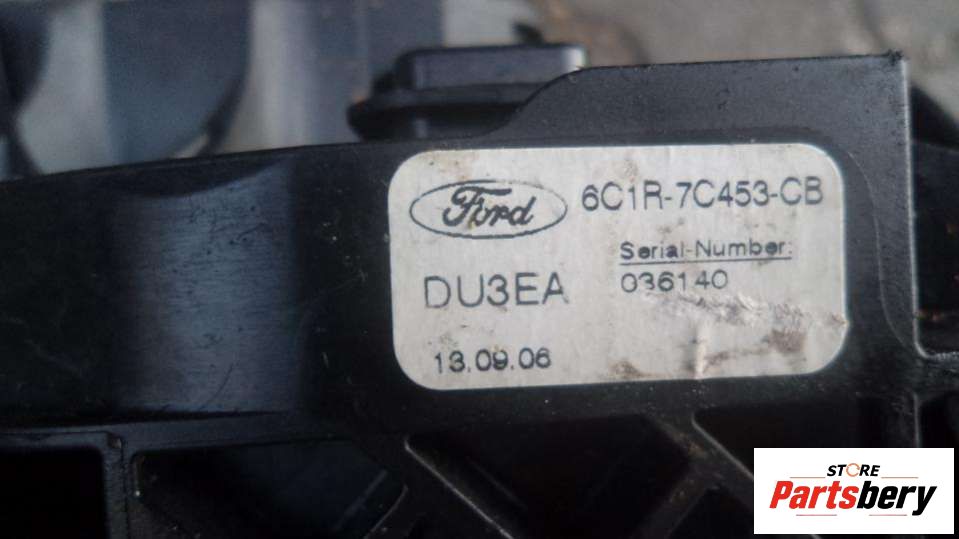 Ford
6C1R-7C453-CB
Serial-Number:
DU3EA
036140
13.09.06
STORE
Partsbery